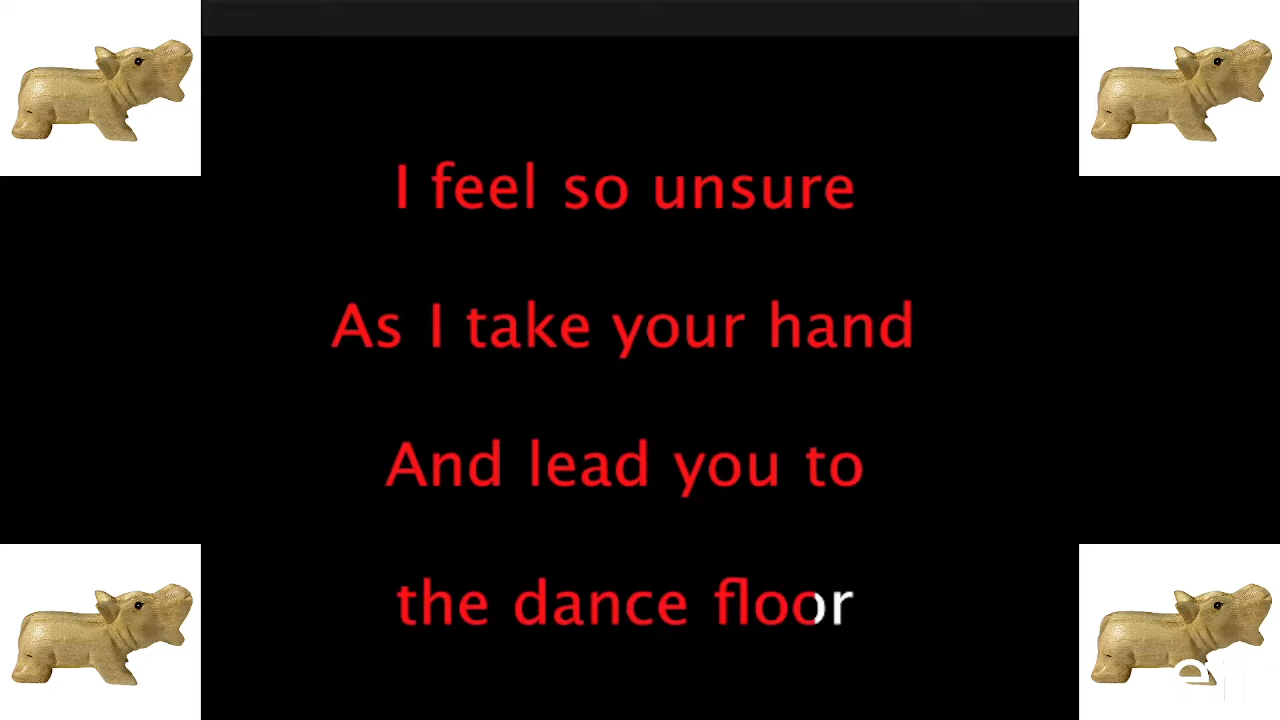 I feel so unsure
As I take your hand
And lead you to
the dance floor